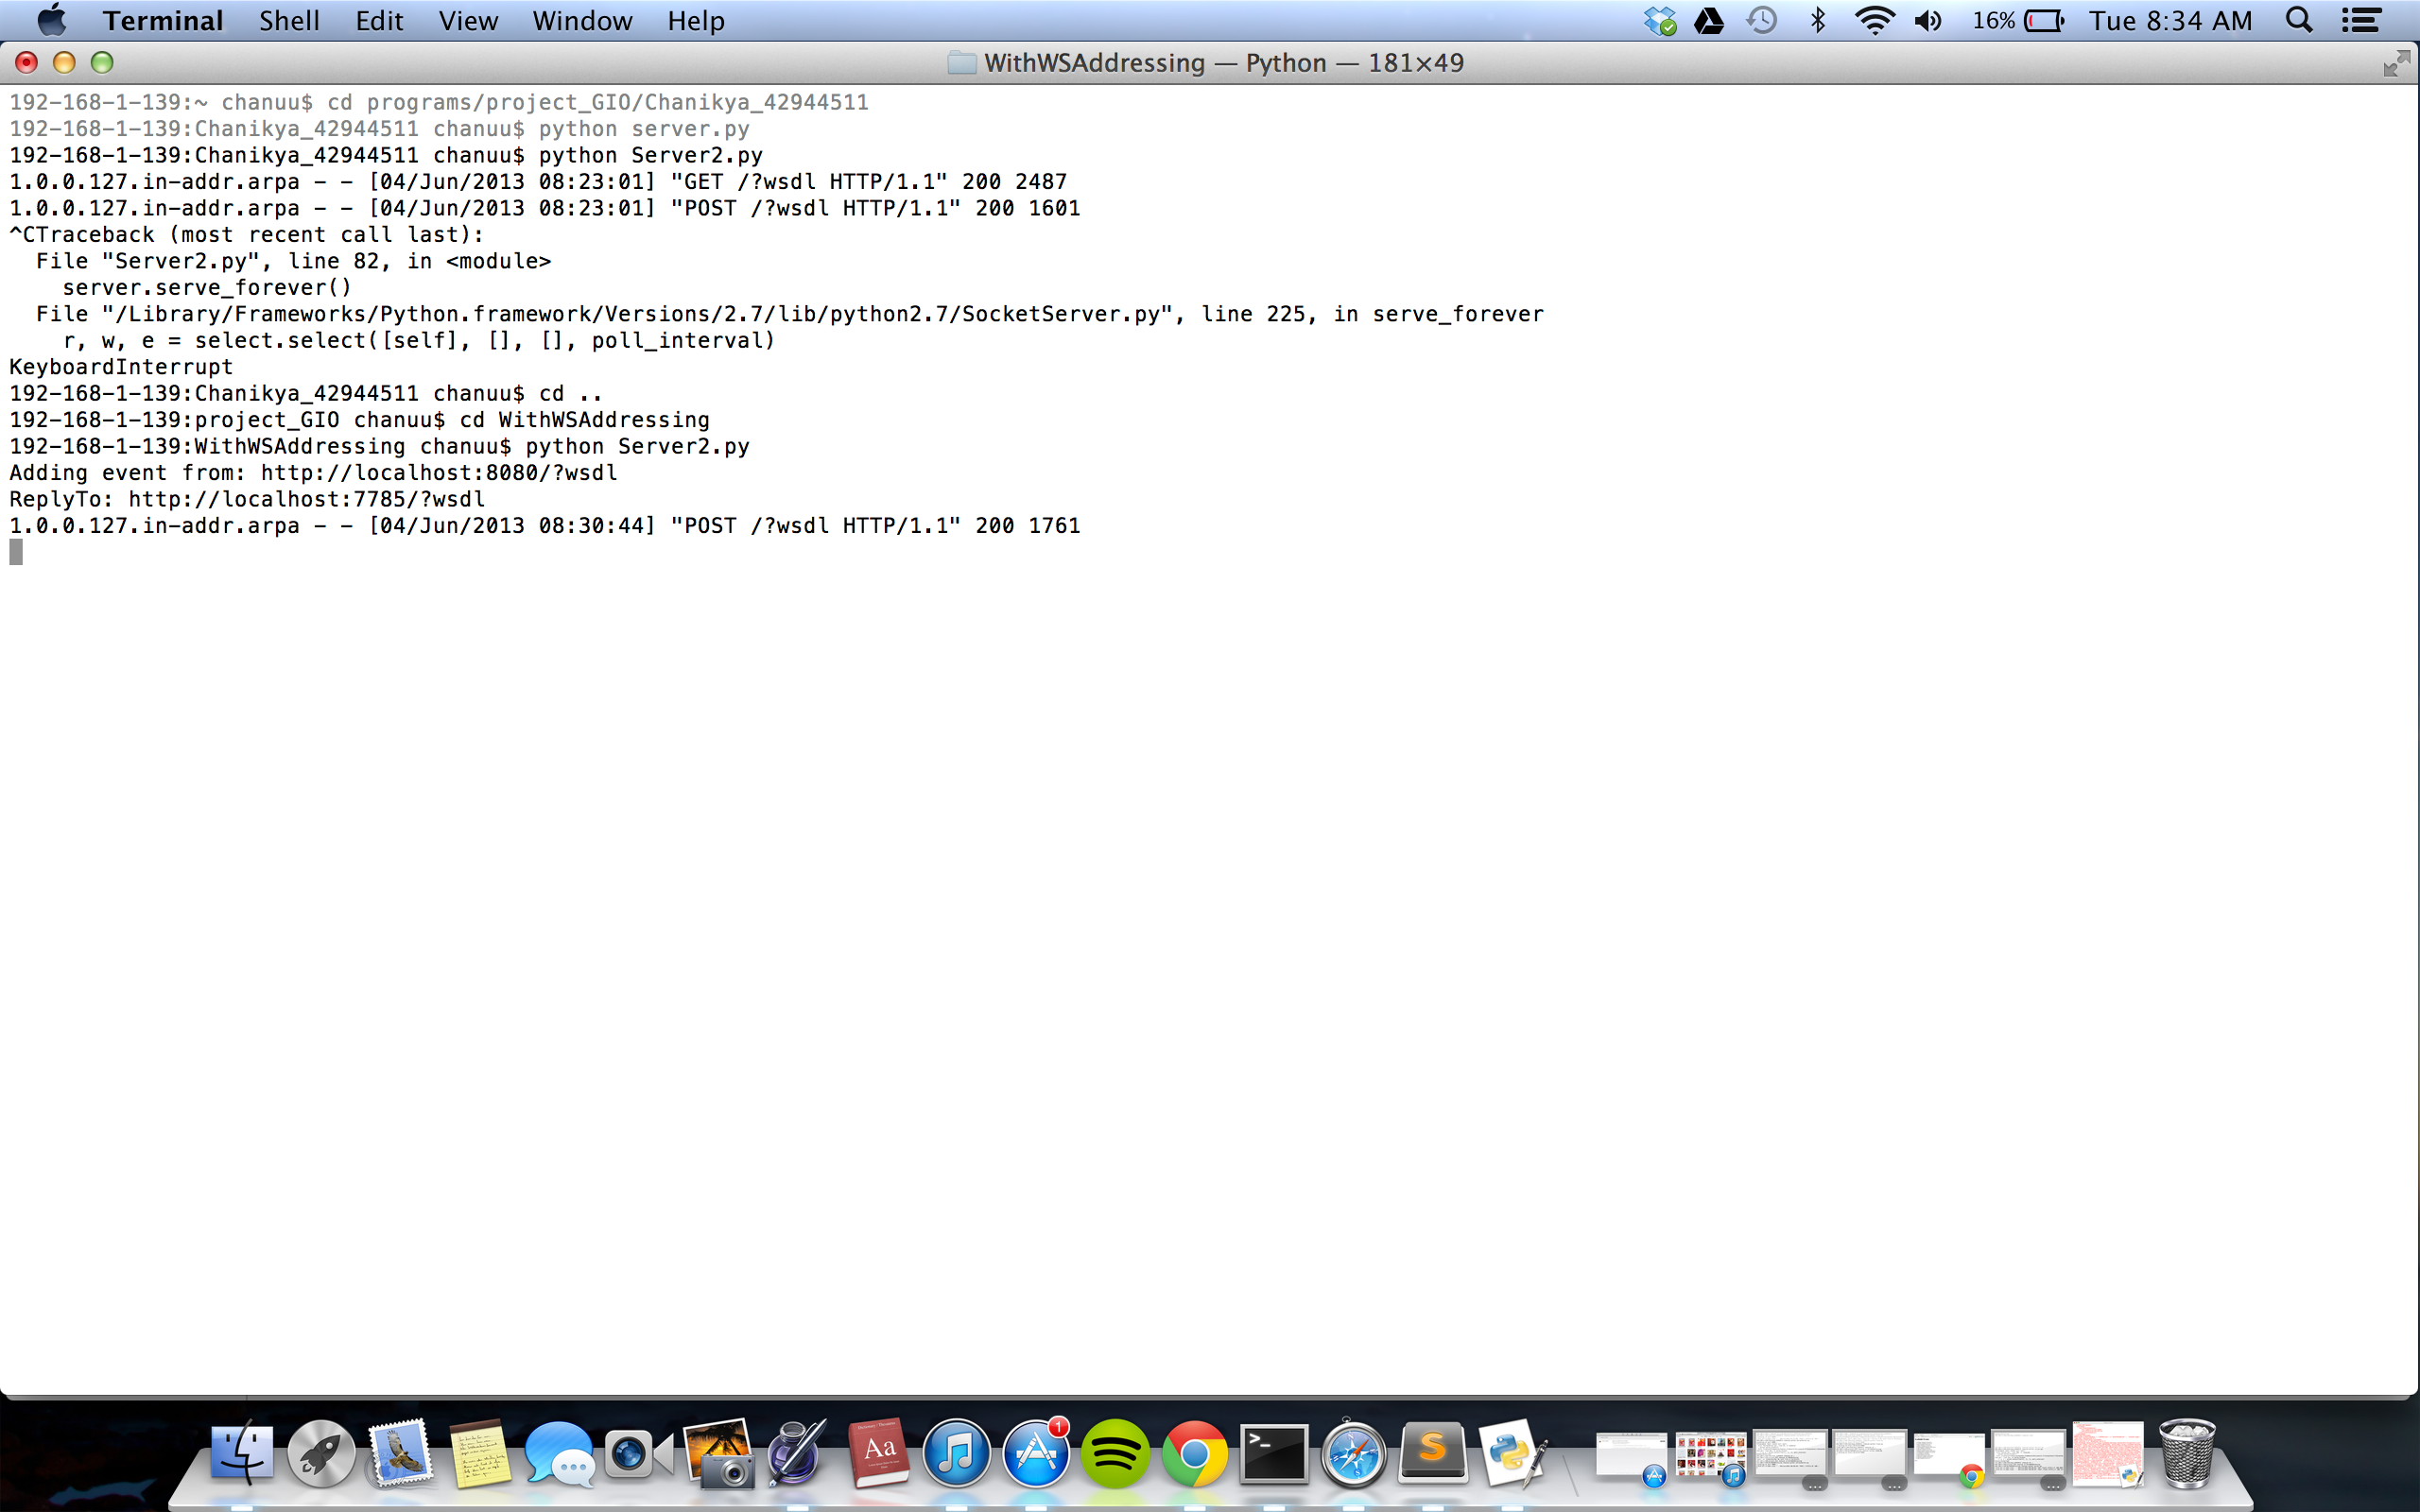 Terminal Shell Edit View Window Help 16% Tue 8:34 AM
WithWSAddressing — Python — 181×49
192-168-1-139:~ chanuu$ cd programs/project_GIO/Chanikya_42944511
192-168-1-139:Chanikya_42944511 chanuu$ python server.py
192-168-1-139:Chanikya_42944511 chanuu$ python Server2.py
1.0.0.127.in-addr.arpa - - [04/Jun/2013 08:23:01] "GET /?wsdl HTTP/1.1" 200 2487
1.0.0.127.in-addr.arpa - - [04/Jun/2013 08:23:01] "POST /?wsdl HTTP/1.1" 200 1601
^CTraceback (most recent call last):
  File "Server2.py", line 82, in <module>
    server.serve_forever()
  File "/Library/Frameworks/Python.framework/Versions/2.7/lib/python2.7/SocketServer.py", line 225, in serve_forever
    r, w, e = select.select([self], [], [], poll_interval)
KeyboardInterrupt
192-168-1-139:Chanikya_42944511 chanuu$ cd ..
192-168-1-139:project_GIO chanuu$ cd WithWSAddressing
192-168-1-139:WithWSAddressing chanuu$ python Server2.py
Adding event from: http://localhost:8080/?wsdl
ReplyTo: http://localhost:7785/?wsdl
1.0.0.127.in-addr.arpa - - [04/Jun/2013 08:30:44] "POST /?wsdl HTTP/1.1" 200 1761
Aa
1
>_
S